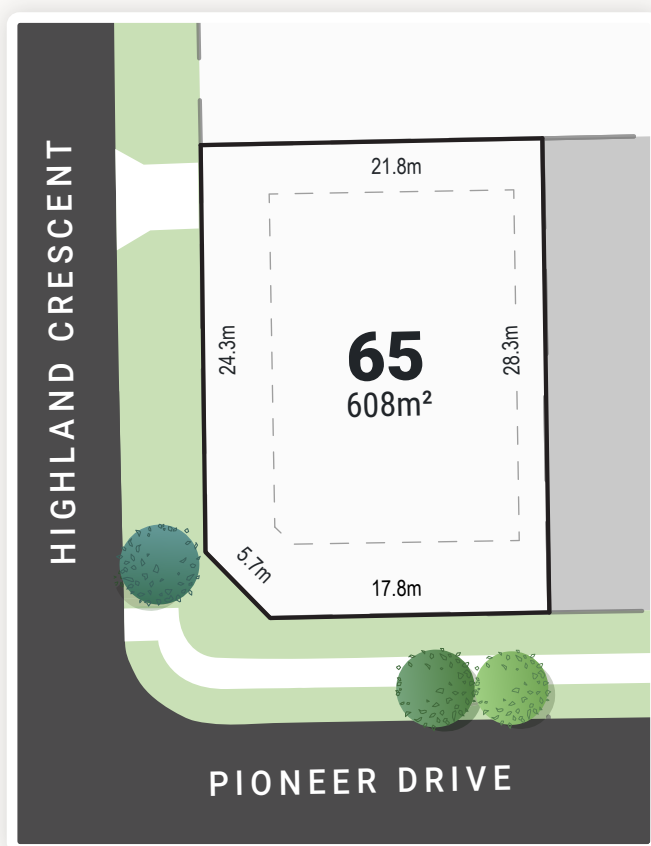 HIGHLAND CRESCENT
21.8m
24.3m
28.3m
65
608m²
5.7m
17.8m
PIONEER DRIVE